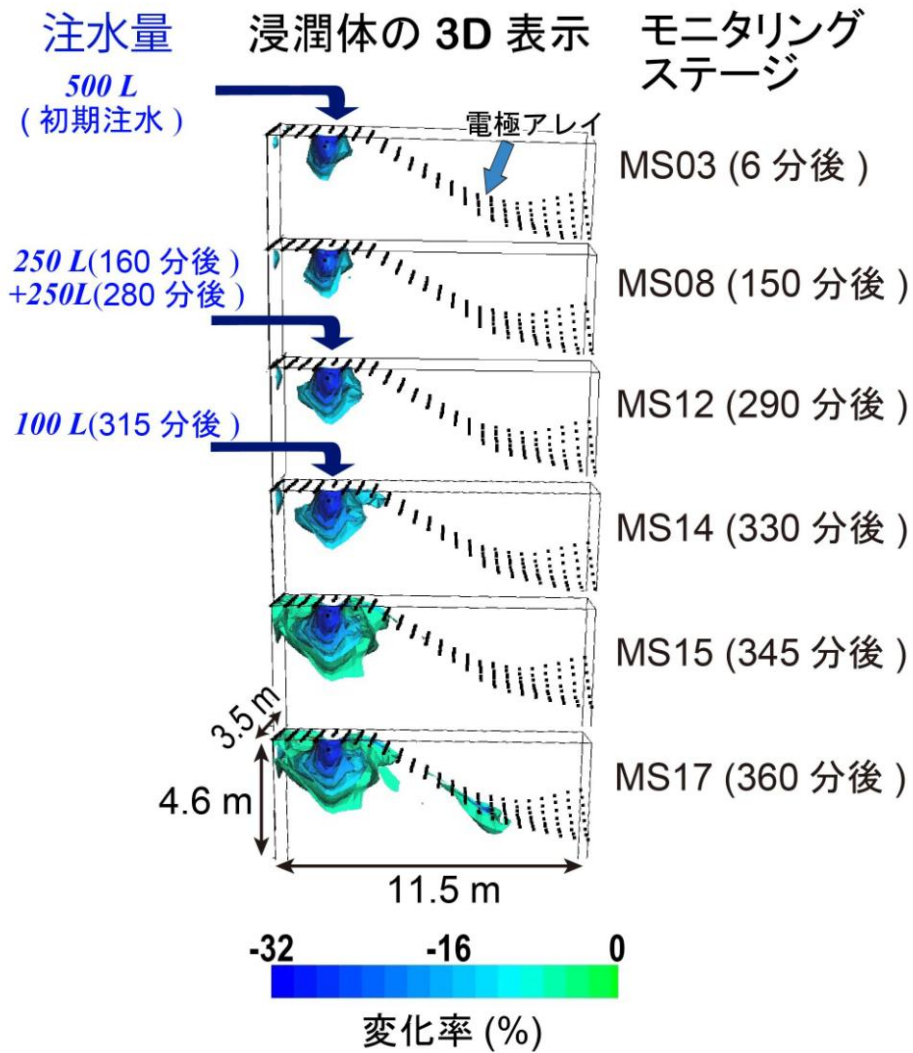 注水量
浸潤体の 3D 表示
モニタリング
ステージ
500 L
( 初期注水 )
電極アレイ
MS03 (6 分後 )
250 L(160 分後 )
+250L(280 分後 )
MS08 (150 分後 )
MS12 (290 分後 )
100 L(315 分後 )
MS14 (330 分後 )
MS15 (345 分後 )
3.5 m
4.6 m
MS17 (360 分後 )
11.5 m
-32 -16 0
変化率 (%)